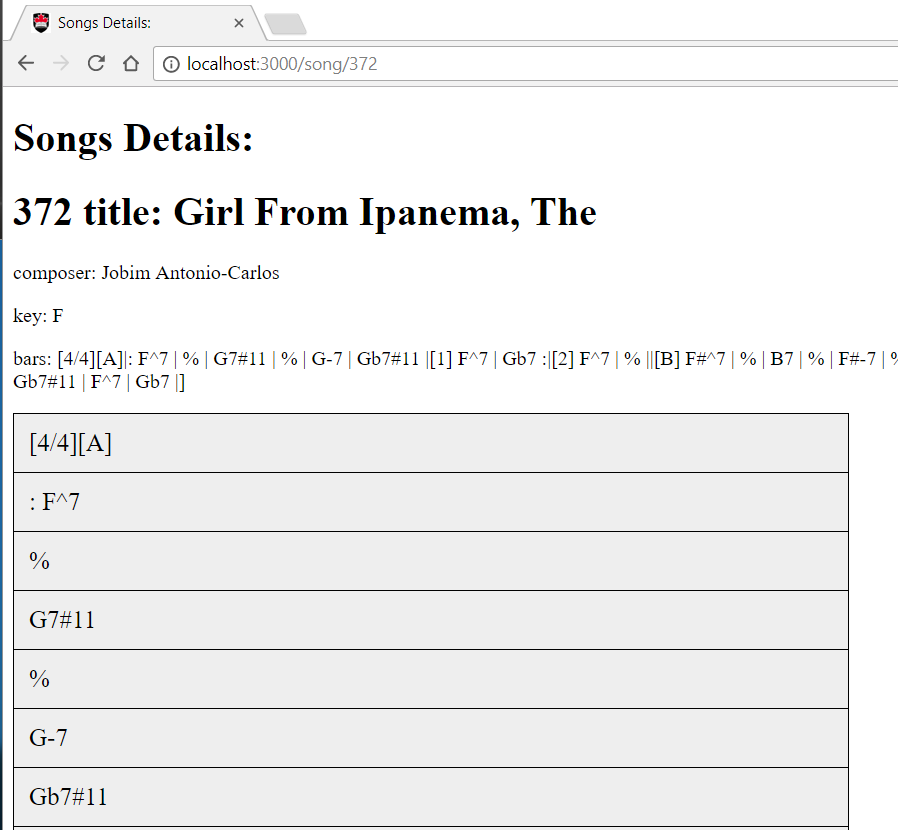 Songs Details:
localhost:3000/song/372
Songs Details:
372 title: Girl From Ipanema, The
composer: Jobim Antonio-Carlos
key: F
bars: [4/4][A]|: F^7 | % | G7#11 | % | G-7 | Gb7#11 |[1] F^7 | Gb7 :|[2] F^7 | % ||[B] F#^7 | % | B7 | % | F#-7 | %
Gb7#11 | F^7 | Gb7 |]
[4/4][A]
: F^7
%
G7#11
%
G-7
Gb7#11